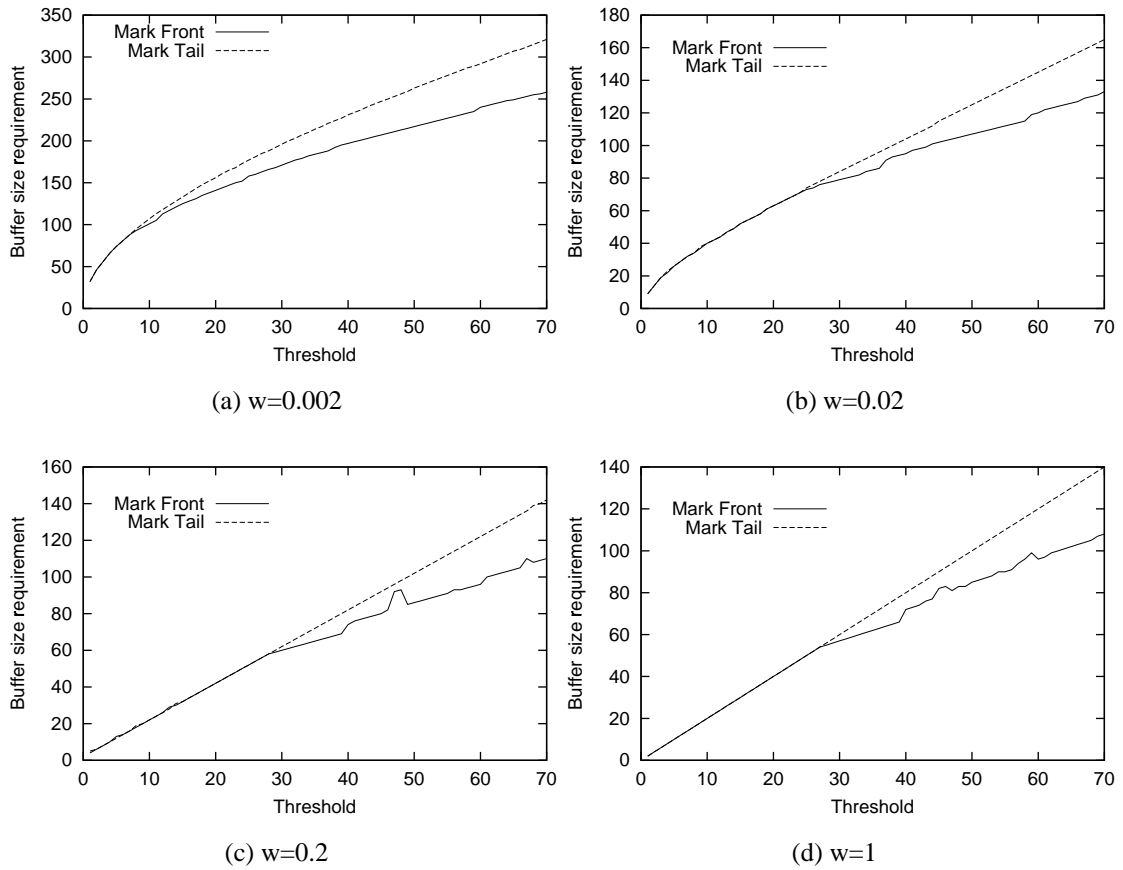 Mark Front
Mark Tail
Buffer size requirement
350
300
250
200
150
100
50
0
0 10 20 30 40 50 60 70
Threshold
(a) w=0.002
Mark Front
Mark Tail
Buffer size requirement
180
160
140
120
100
80
60
40
20
0
0 10 20 30 40 50 60 70
Threshold
(b) w=0.02
Mark Front
Mark Tail
Buffer size requirement
160
140
120
100
80
60
40
20
0
0 10 20 30 40 50 60 70
Threshold
(c) w=0.2
Mark Front
Mark Tail
Buffer size requirement
140
120
100
80
60
40
20
0
0 10 20 30 40 50 60 70
Threshold
(d) w=1